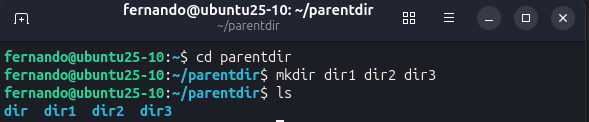 fernando@ubuntu25-10: ~/parentdir
~/parentdir
fernando@ubuntu25-10:~$ cd parentdir
fernando@ubuntu25-10:~/parentdir$ mkdir dir1 dir2 dir3
fernando@ubuntu25-10:~/parentdir$ ls
dir  dir1  dir2  dir3